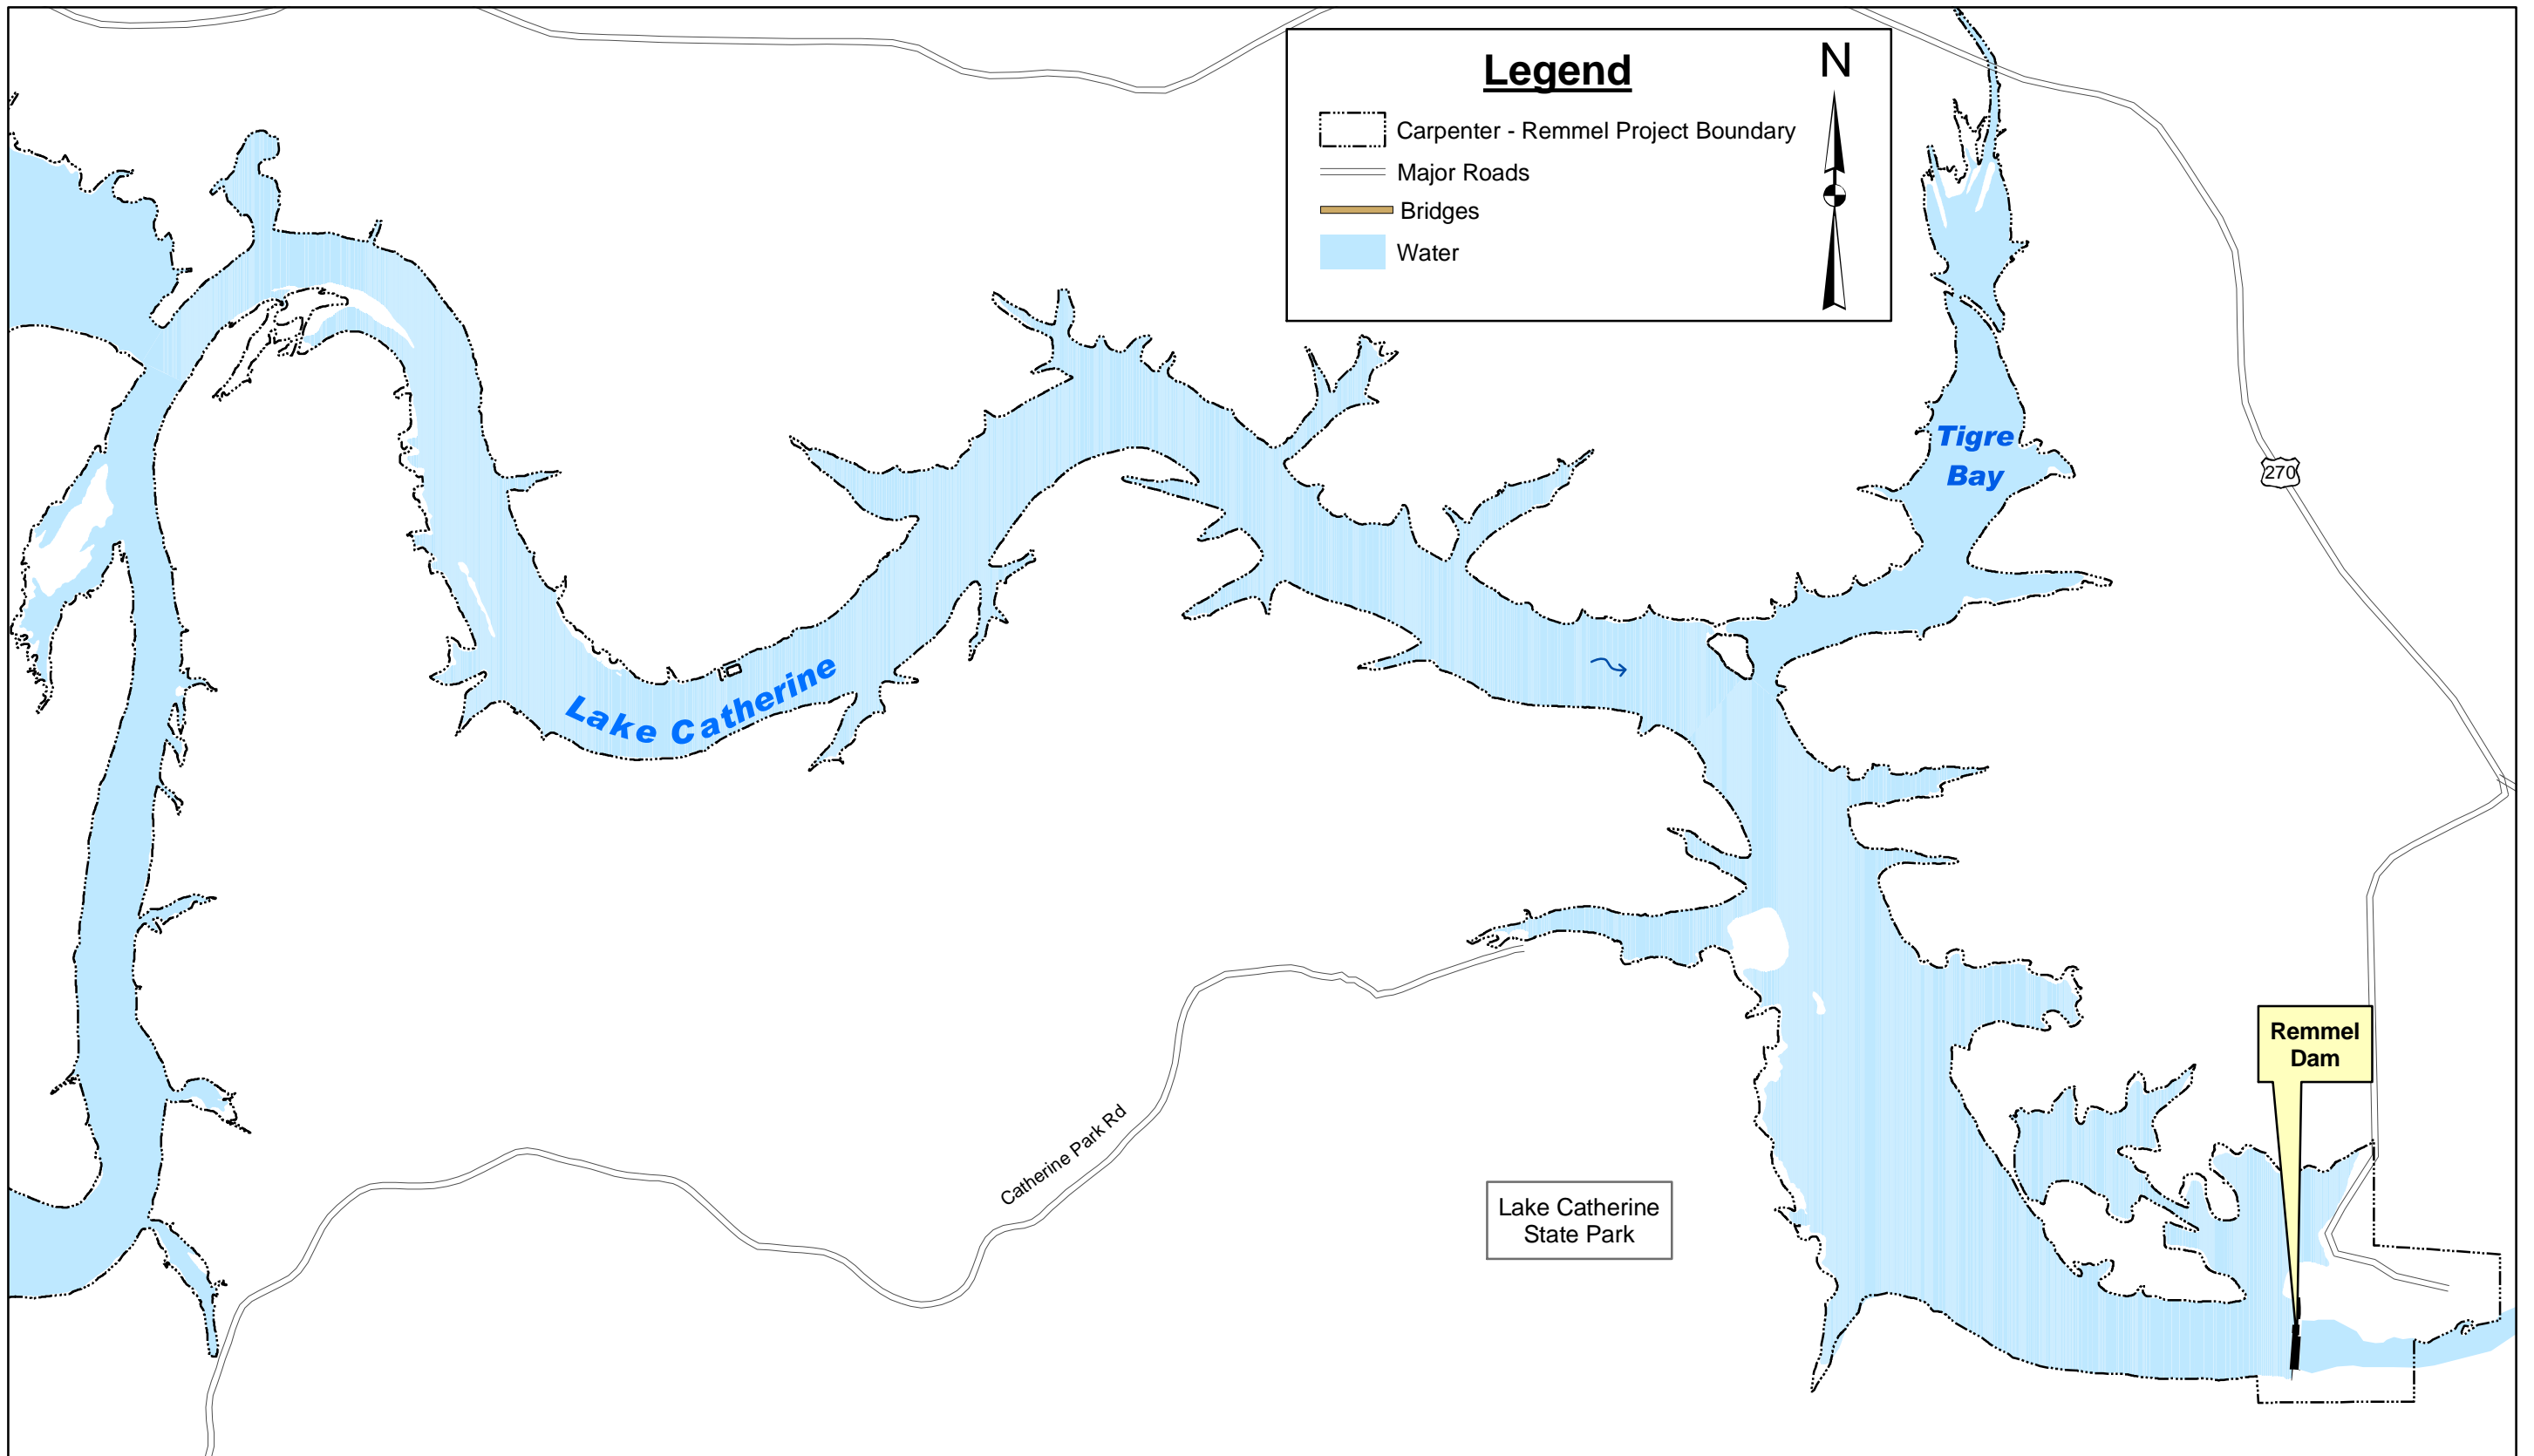 Legend
N
Carpenter - Remmel Project Boundary
Major Roads
Bridges
Water
Tigre
Bay
270
Lake Catherine
Remmel
Dam
Catherine Park Rd
Lake Catherine
State Park